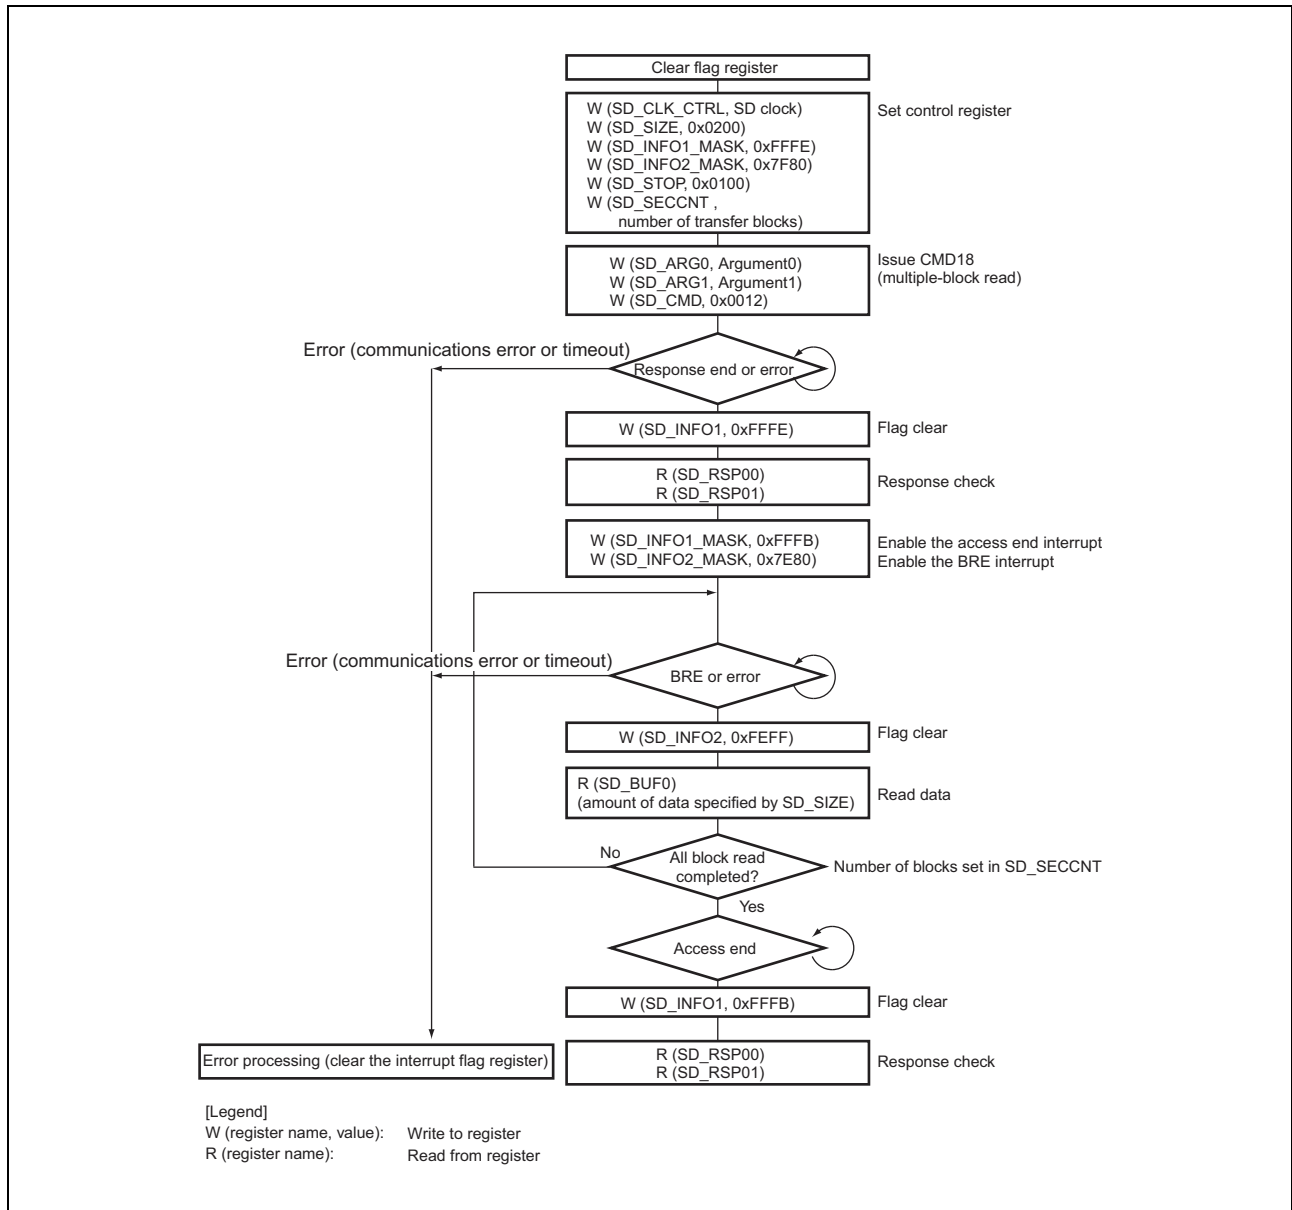 Clear flag register
W (SD_CLK_CTRL, SD clock)
Set control register
W (SD_SIZE, 0x0200)
W (SD_INFO1_MASK, 0xFFFE)
W (SD_INFO2_MASK, 0x7F80)
W (SD_STOP, 0x0100)
W (SD_SECCNT ,
number of transfer blocks)
W (SD_ARG0, Argument0)
W (SD_ARG1, Argument1)
W (SD_CMD, 0x0012)
Issue CMD18
(multiple-block read)
Error (communications error or timeout)
Response end or error
W (SD_INFO1, 0xFFFE)
Flag clear
R (SD_RSP00)
R (SD_RSP01)
Response check
W (SD_INFO1_MASK, 0xFFFB)
W (SD_INFO2_MASK, 0x7E80)
Enable the access end interrupt
Enable the BRE interrupt
Error (communications error or timeout)
BRE or error
W (SD_INFO2, 0xFEFF)
Flag clear
R (SD_BUF0)
(amount of data specified by SD_SIZE)
Read data
No
All block read
completed?
Number of blocks set in SD_SECCNT
Yes
Access end
W (SD_INFO1, 0xFFFB)
Flag clear
Error processing (clear the interrupt flag register)
R (SD_RSP00)
R (SD_RSP01)
Response check
[Legend]
W (register name, value): Write to register
R (register name): Read from register